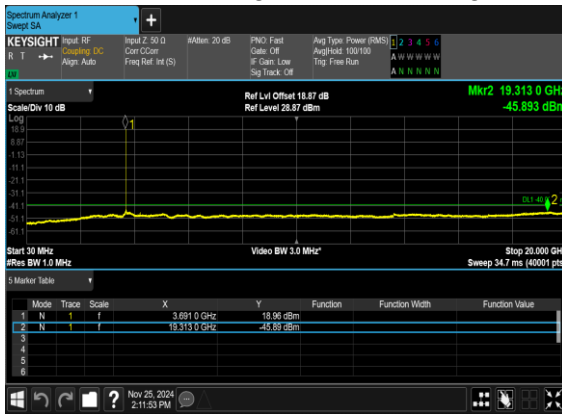 Spectrum Analyzer 1
Swept SA
KEYSIGHT Input: RF Input Z: 50 Ω #Atten: 20 dB PNO: Fast Avg Type: Power (RMS) 1 2 3 4 5 6
R T Coupling: DC Corr CCorr Gate: Off Avg|Hold: 100/100 A W W W W W
Align: Auto Freq Ref: Int (S) IF Gain: Low Trig: Free Run
Sig Track: Off A N N N N N
1 Spectrum Ref Lvl Offset 18.87 dB Mkr2 19.313 0 GHz
Scale/Div 10 dB Ref Level 28.87 dBm -45.893 dBm
Log
18.9
8.87
-1.13
-11.1
-21.1
-31.1
-41.1
-51.1
-61.1
1
2
Start 30 MHz Video BW 3.0 MHz* Stop 20.000 GHz
#Res BW 1.0 MHz Sweep 34.7 ms (40001 pts)
5 Marker Table
Mode Trace Scale X Y Function Function Width Function Value
1 N 1 f 3.691 0 GHz 18.96 dBm
2 N 1 f 19.313 0 GHz -45.89 dBm
3
4
5
6
Nov 25, 2024
2:11:53 PM